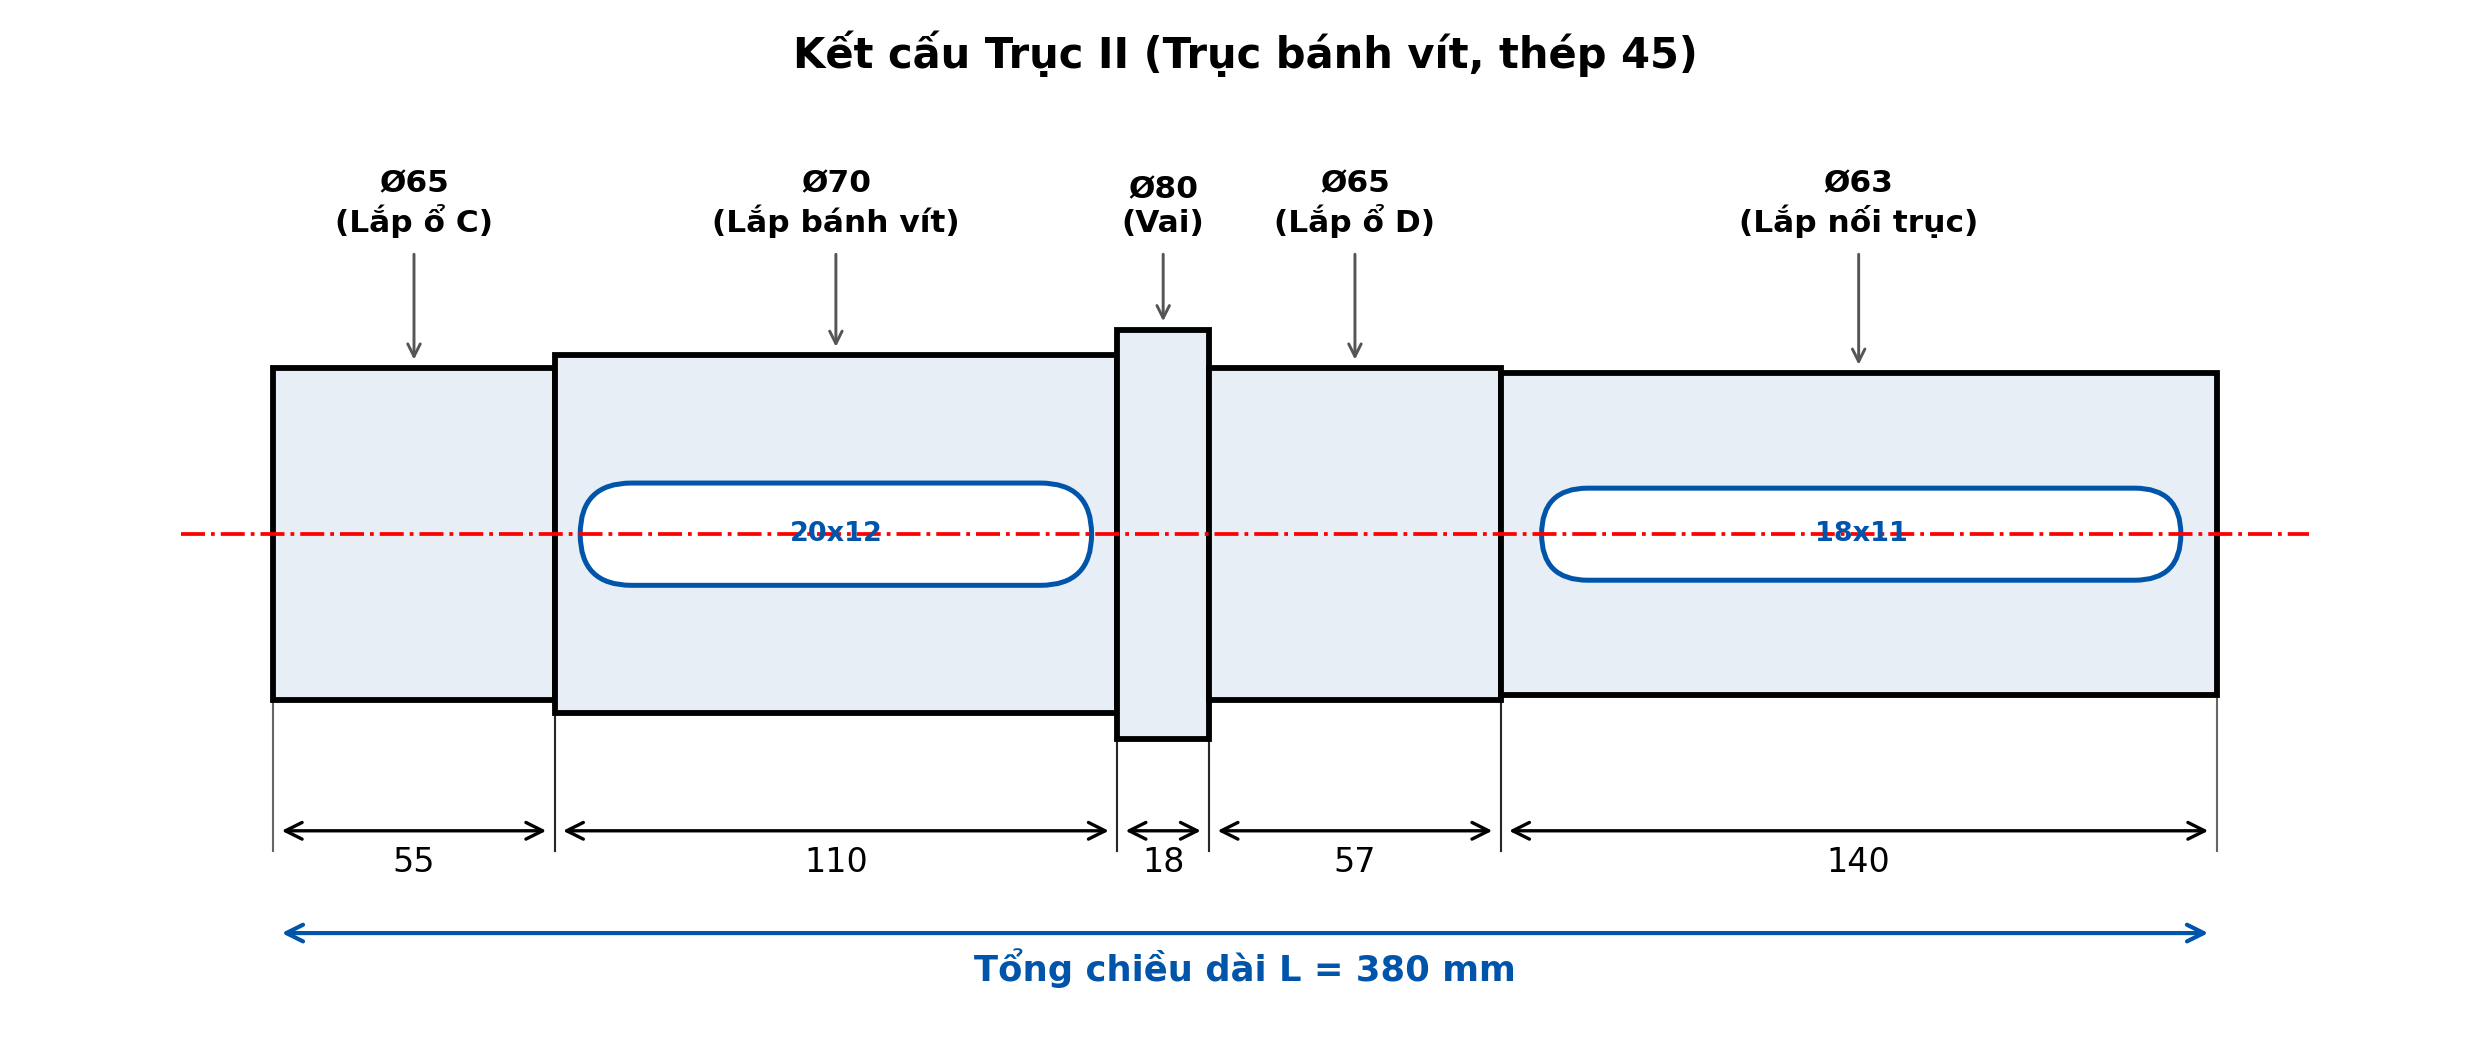 Kết cấu Trục II (Trục bánh vít, thép 45)
Ø65
(Lắp ổ C)
Ø70
(Lắp bánh vít)
Ø80
(Vai)
Ø65
(Lắp ổ D)
Ø63
(Lắp nối trục)
20x12
18x11
55
110
18
57
140
Tổng chiều dài L = 380 mm